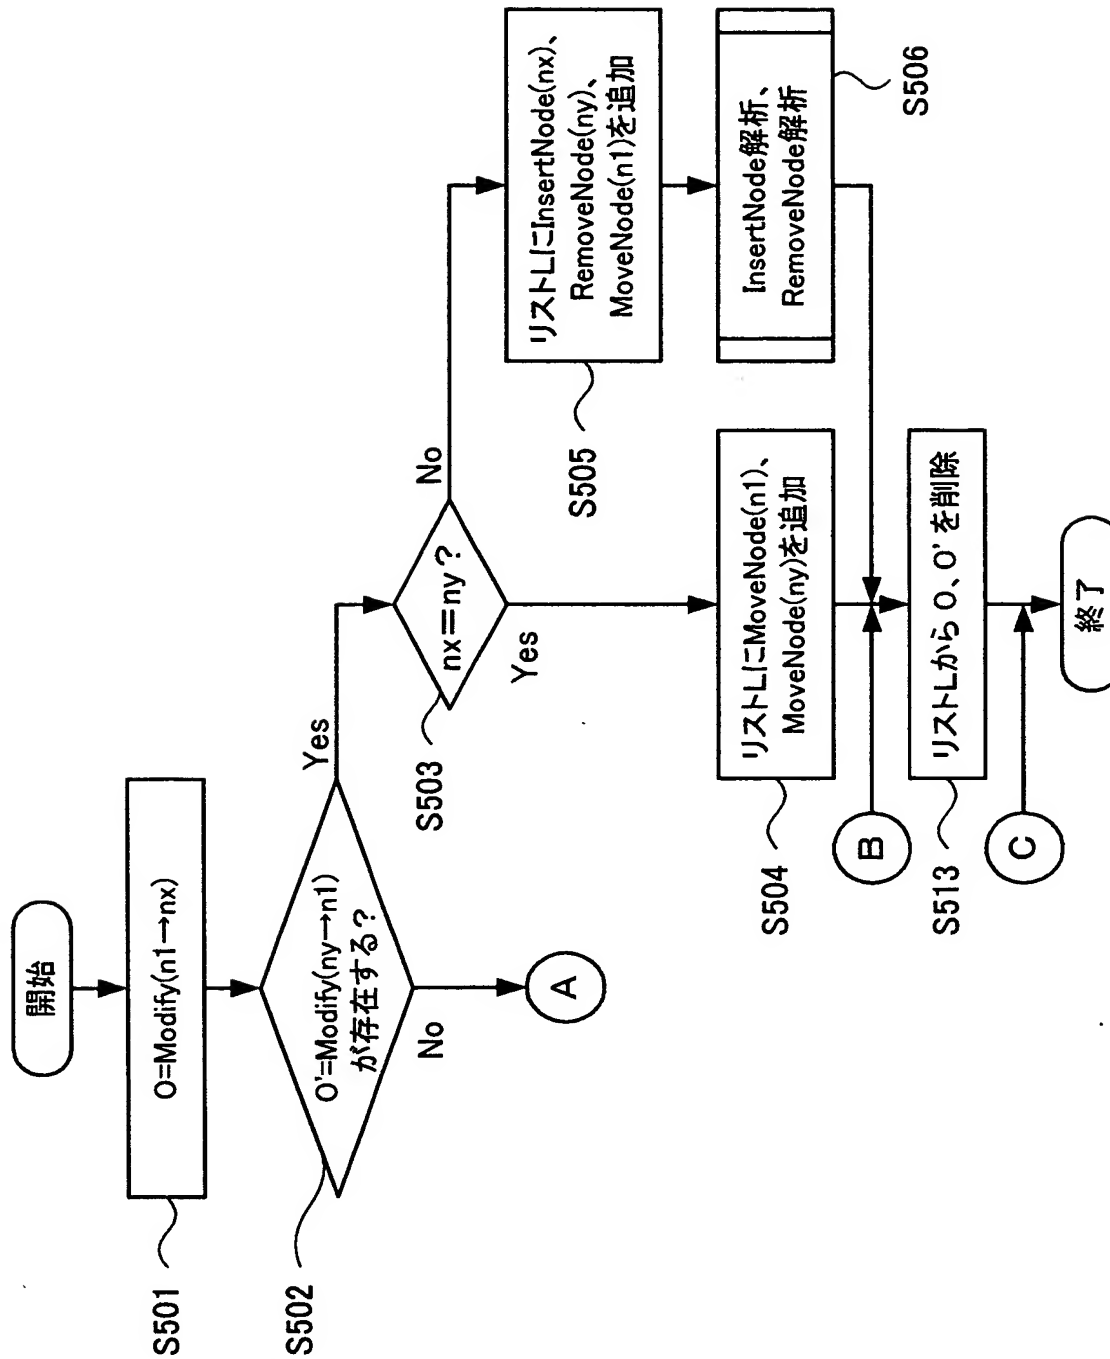 開始
O=Modify(n1→nx)
S501
O'=Modify(ny→n1)
が存在する?
S502
Yes
No
A
nx==ny?
S503
No
Yes
リストLにInsertNode(nx)、
RemoveNode(ny)、
MoveNode(n1)を追加
S505
InsertNode解析、
RemoveNode解析
S506
リストLにMoveNode(n1)、
MoveNode(ny)を追加
S504
B
リストLから O、O'を削除
S513
C
終了